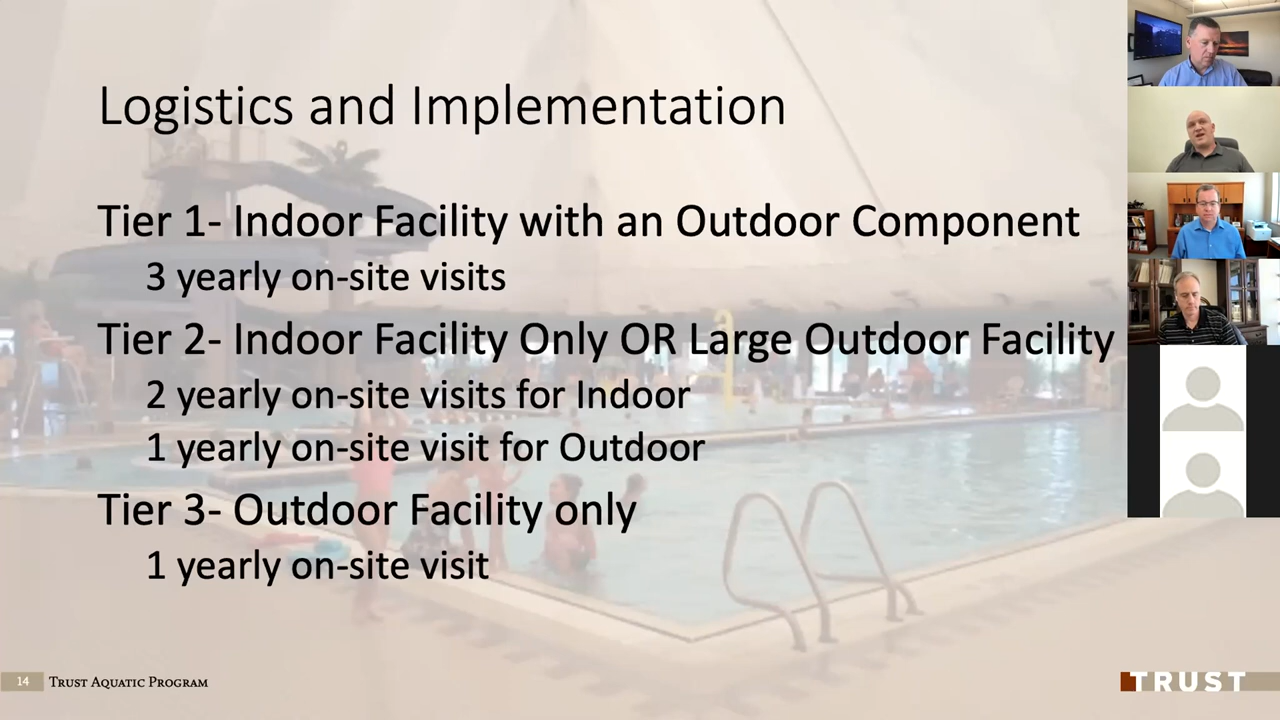 Logistics and Implementation
Tier 1- Indoor Facility with an Outdoor Component
3 yearly on-site visits
Tier 2- Indoor Facility Only OR Large Outdoor Facility
2 yearly on-site visits for Indoor
1 yearly on-site visit for Outdoor
Tier 3- Outdoor Facility only
1 yearly on-site visit
14 Trust Aquatic Program
TRUST